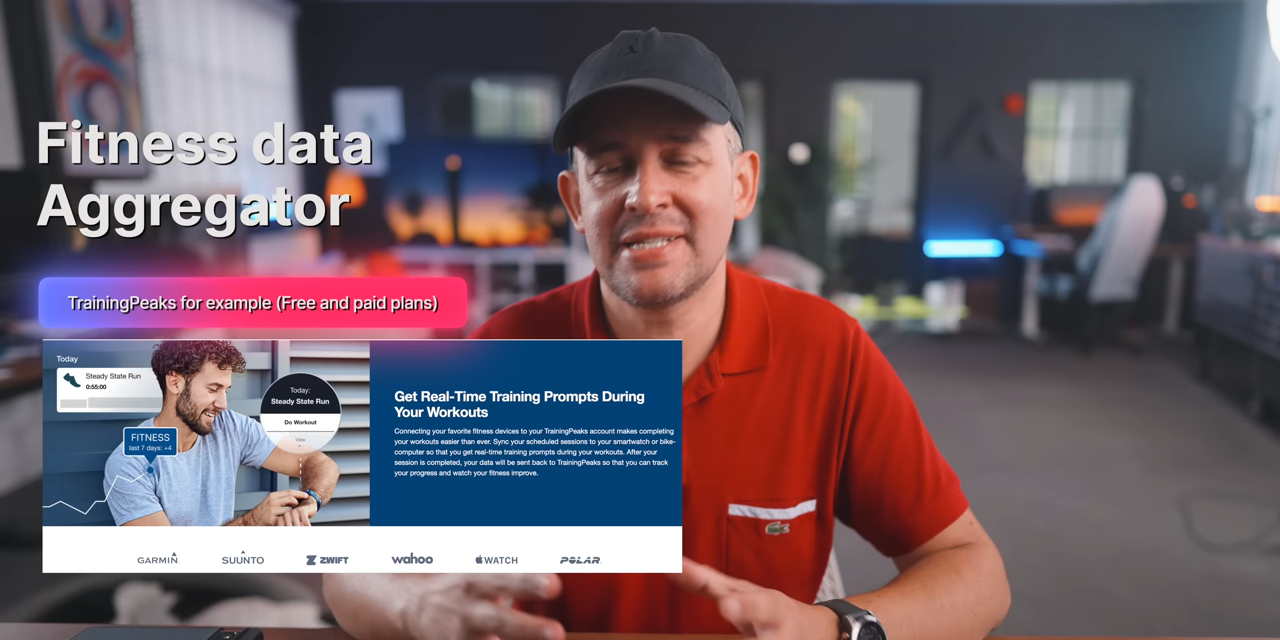 Fitness data
Aggregator
TrainingPeaks for example (Free and paid plans)
Today
Steady State Run
0:55:00
Today:
Steady State Run
Do Workout
View
FITNESS
last 7 days: +4
Get Real-Time Training Prompts During
Your Workouts
Connecting your favorite fitness devices to your TrainingPeaks account makes completing
your workouts easier than ever. Sync your scheduled sessions to your smartwatch or bike-
computer so that you get real-time training prompts during your workouts. After your
session is completed, your data will be sent back to TrainingPeaks so that you can track
your progress and watch your fitness improve.
GARMIN
SUUNTO
ZWIFT
wahoo
WATCH
POLAR